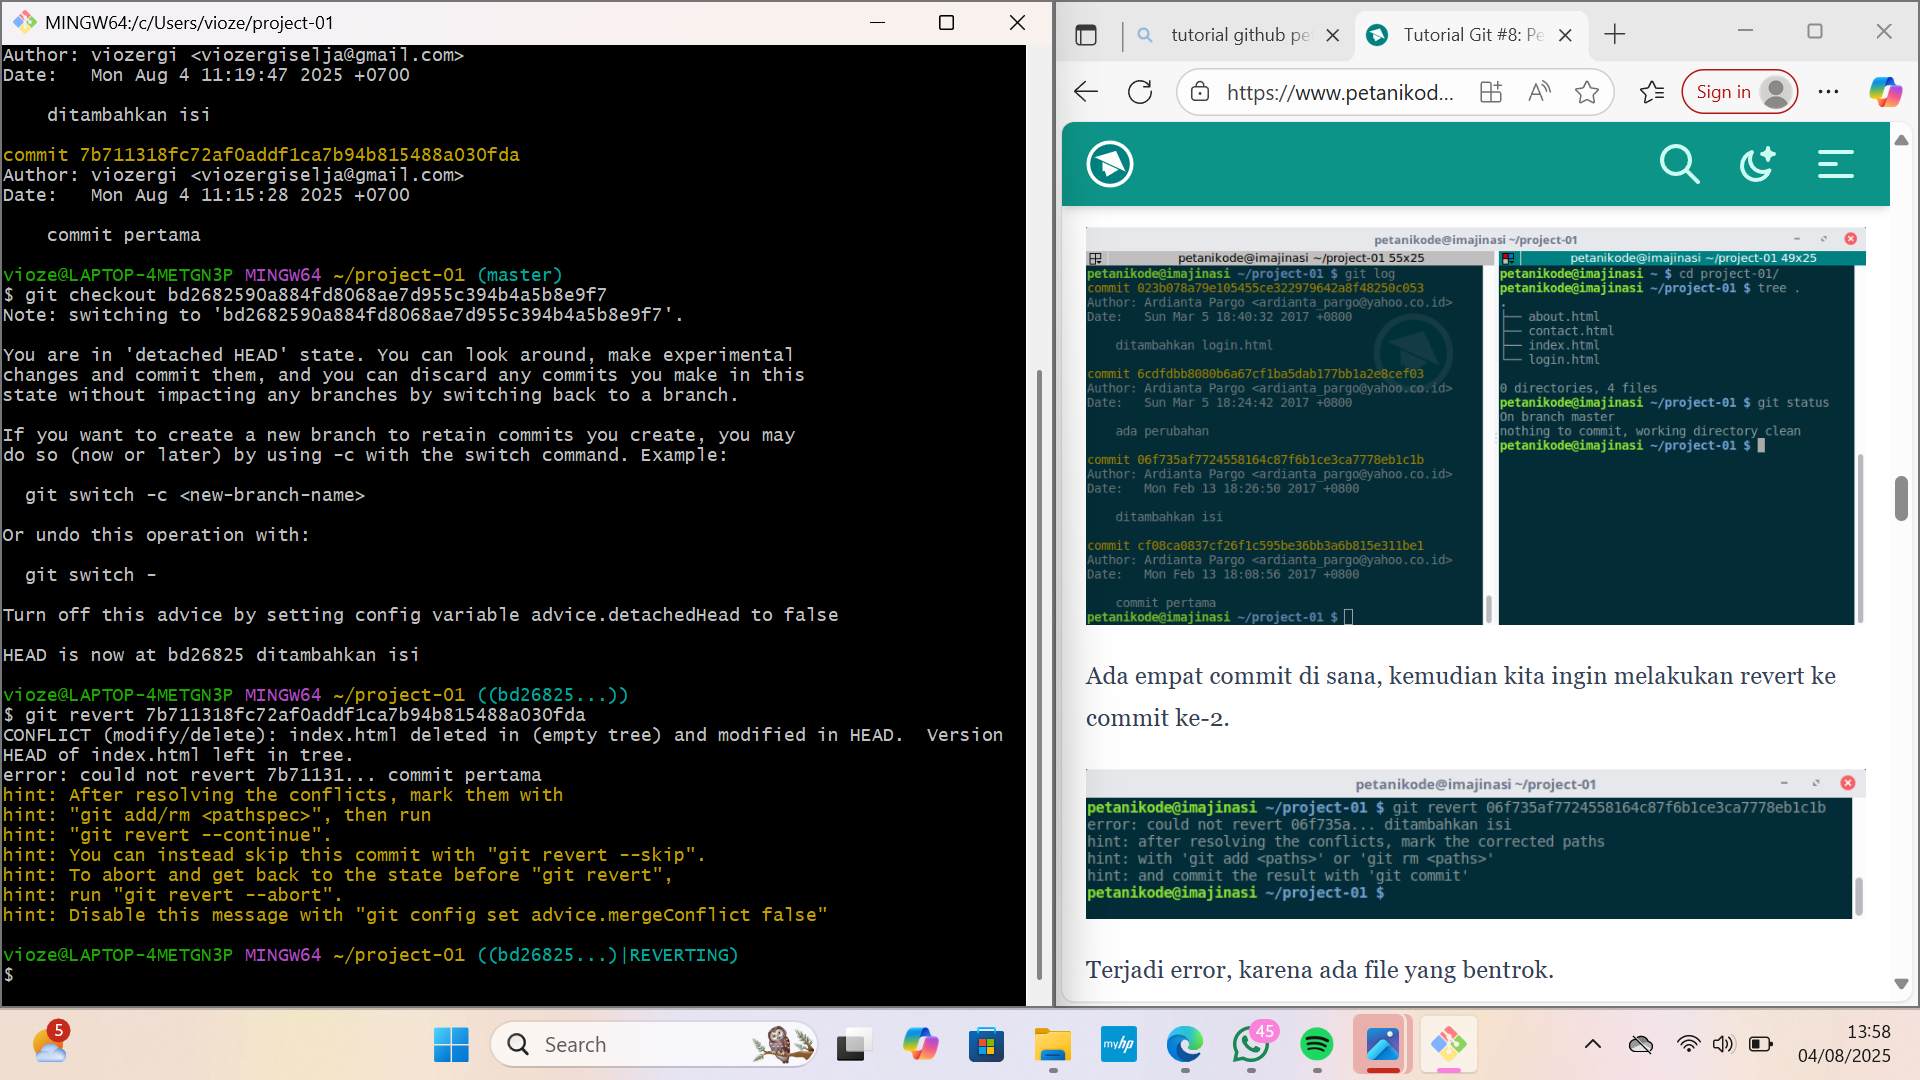 MINGW64:/c/Users/vioze/project-01
Author: viozergi <viozergiselja@gmail.com>
Date:   Mon Aug 4 11:19:47 2025 +0700
ditambahkan isi
commit 7b711318fc72af0addf1ca7b94b815488a030fda
Author: viozergi <viozergiselja@gmail.com>
Date:   Mon Aug 4 11:15:28 2025 +0700
commit pertama
vioze@LAPTOP-4METGN3P MINGW64 ~/project-01 (master)
$ git checkout bd2682590a884fd8068ae7d955c394b4a5b8e9f7
Note: switching to 'bd2682590a884fd8068ae7d955c394b4a5b8e9f7'.
You are in 'detached HEAD' state. You can look around, make experimental
changes and commit them, and you can discard any commits you make in this
state without impacting any branches by switching back to a branch.
If you want to create a new branch to retain commits you create, you may
do so (now or later) by using -c with the switch command. Example:
git switch -c <new-branch-name>
Or undo this operation with:
git switch -
Turn off this advice by setting config variable advice.detachedHead to false
HEAD is now at bd26825 ditambahkan isi
vioze@LAPTOP-4METGN3P MINGW64 ~/project-01 ((bd26825...))
$ git revert 7b711318fc72af0addf1ca7b94b815488a030fda
CONFLICT (modify/delete): index.html deleted in (empty tree) and modified in HEAD.  Version
HEAD of index.html left in tree.
error: could not revert 7b71131... commit pertama
hint: After resolving the conflicts, mark them with
hint: "git add/rm <pathspec>", then run
hint: "git revert --continue".
hint: You can instead skip this commit with "git revert --skip".
hint: To abort and get back to the state before "git revert",
hint: run "git revert --abort".
hint: Disable this message with "git config set advice.mergeConflict false"
vioze@LAPTOP-4METGN3P MINGW64 ~/project-01 ((bd26825...)|REVERTING)
$
tutorial github pe
Tutorial Git #8: Pe
https://www.petanikod...
Sign in
petanikode@imajinasi ~/project-01
petanikode@imajinasi ~/project-01 55x25
petanikode@imajinasi ~/project-01 $ git log
commit 023b078a79e105455ce322979642a8f48250c053
Author: Ardianta Pargo <ardianta_pargo@yahoo.co.id>
Date:   Sun Mar 5 18:40:32 2017 +0800
ditambahkan login.html
commit 6cdfdbb8080b6a67cf1ba5dab177bb1a2e8cef03
Author: Ardianta Pargo <ardianta_pargo@yahoo.co.id>
Date:   Sun Mar 5 18:24:42 2017 +0800
ada perubahan
commit 06f735af7724558164c87f6b1ce3ca7778eb1c1b
Author: Ardianta Pargo <ardianta_pargo@yahoo.co.id>
Date:   Mon Feb 13 18:26:50 2017 +0800
ditambahkan isi
commit cf08ca0837cf26f1c595be36bb3a6b815e311be1
Author: Ardianta Pargo <ardianta_pargo@yahoo.co.id>
Date:   Mon Feb 13 18:08:56 2017 +0800
commit pertama
petanikode@imajinasi ~/project-01 $
petanikode@imajinasi ~/project-01 49x25
petanikode@imajinasi ~ $ cd project-01/
petanikode@imajinasi ~/project-01 $ tree .
.
├── about.html
├── contact.html
├── index.html
└── login.html
0 directories, 4 files
petanikode@imajinasi ~/project-01 $ git status
On branch master
nothing to commit, working directory clean
petanikode@imajinasi ~/project-01 $
Ada empat commit di sana, kemudian kita ingin melakukan revert ke
commit ke-2.
petanikode@imajinasi ~/project-01
petanikode@imajinasi ~/project-01 $ git revert 06f735af7724558164c87f6b1ce3ca7778eb1c1b
error: could not revert 06f735a... ditambahkan isi
hint: after resolving the conflicts, mark the corrected paths
hint: with 'git add <paths>' or 'git rm <paths>'
hint: and commit the result with 'git commit'
petanikode@imajinasi ~/project-01 $
Terjadi error, karena ada file yang bentrok.
5
Search
myhp
45
13:58
04/08/2025